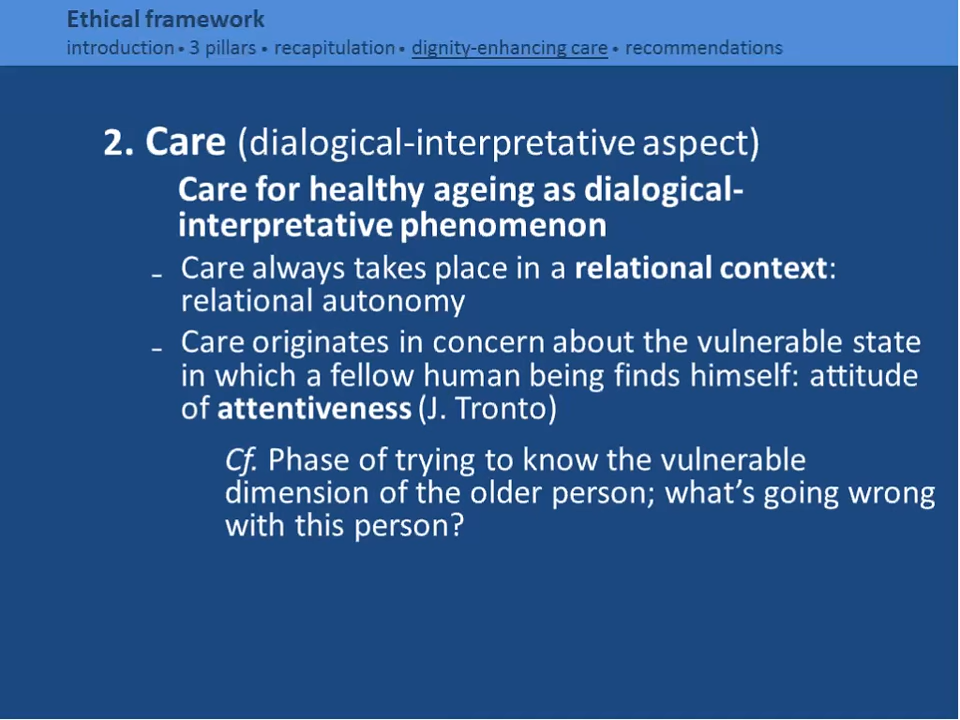 Ethical framework
introduction • 3 pillars • recapitulation • dignity-enhancing care • recommendations
2. Care (dialogical-interpretative aspect)
Care for healthy ageing as dialogical-
interpretative phenomenon
– Care always takes place in a relational context:
relational autonomy
– Care originates in concern about the vulnerable state
in which a fellow human being finds himself: attitude
of attentiveness (J. Tronto)
Cf. Phase of trying to know the vulnerable
dimension of the older person; what's going wrong
with this person?